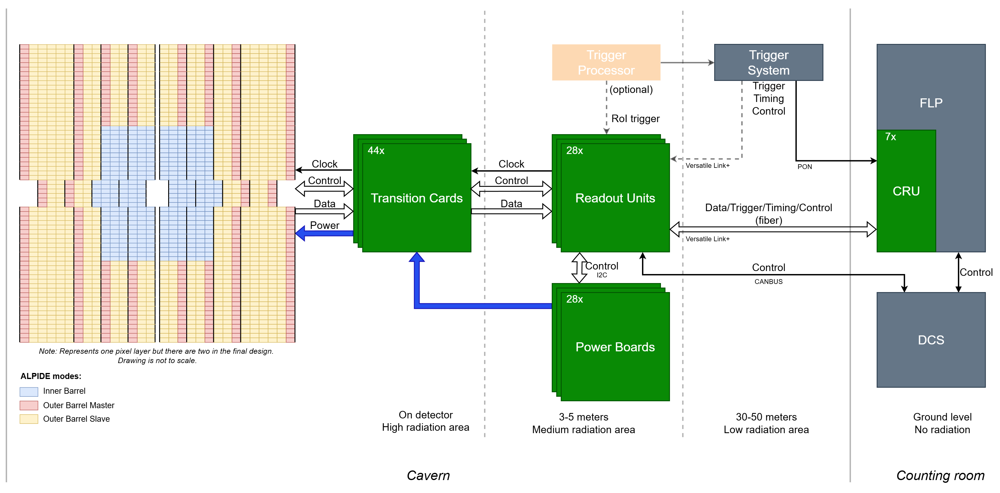 Trigger
Processor
(optional)
RoI trigger
Trigger
System
Trigger
Timing
Control
Versatile Link+
PON
FLP
7x
CRU
44x
Transition Cards
28x
Readout Units
Clock
Control
Data
Power
Clock
Control
Data
Data/Trigger/Timing/Control
(fiber)
Versatile Link+
Control
I2C
Control
CANBUS
Control
28x
Power Boards
DCS
Note: Represents one pixel layer but there are two in the final design.
Drawing is not to scale.
ALPIDE modes:
Inner Barrel
Outer Barrel Master
Outer Barrel Slave
On detector
High radiation area
3-5 meters
Medium radiation area
30-50 meters
Low radiation area
Ground level
No radiation
Cavern
Counting room